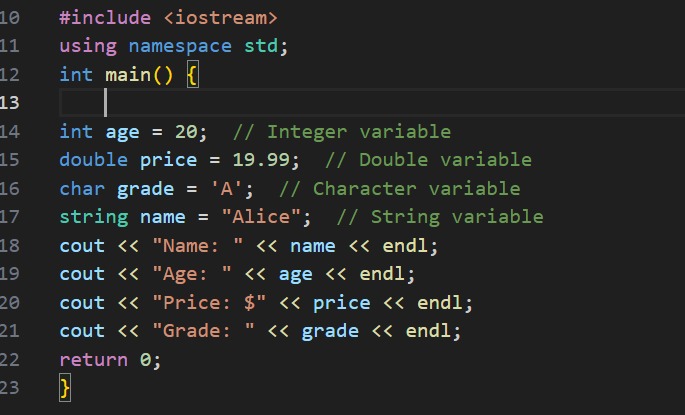 10 #include <iostream>
11 using namespace std;
12 int main() {
13
14 int age = 20;  // Integer variable
15 double price = 19.99;  // Double variable
16 char grade = 'A';  // Character variable
17 string name = "Alice";  // String variable
18 cout << "Name: " << name << endl;
19 cout << "Age: " << age << endl;
20 cout << "Price: $" << price << endl;
21 cout << "Grade: " << grade << endl;
22 return 0;
23 }